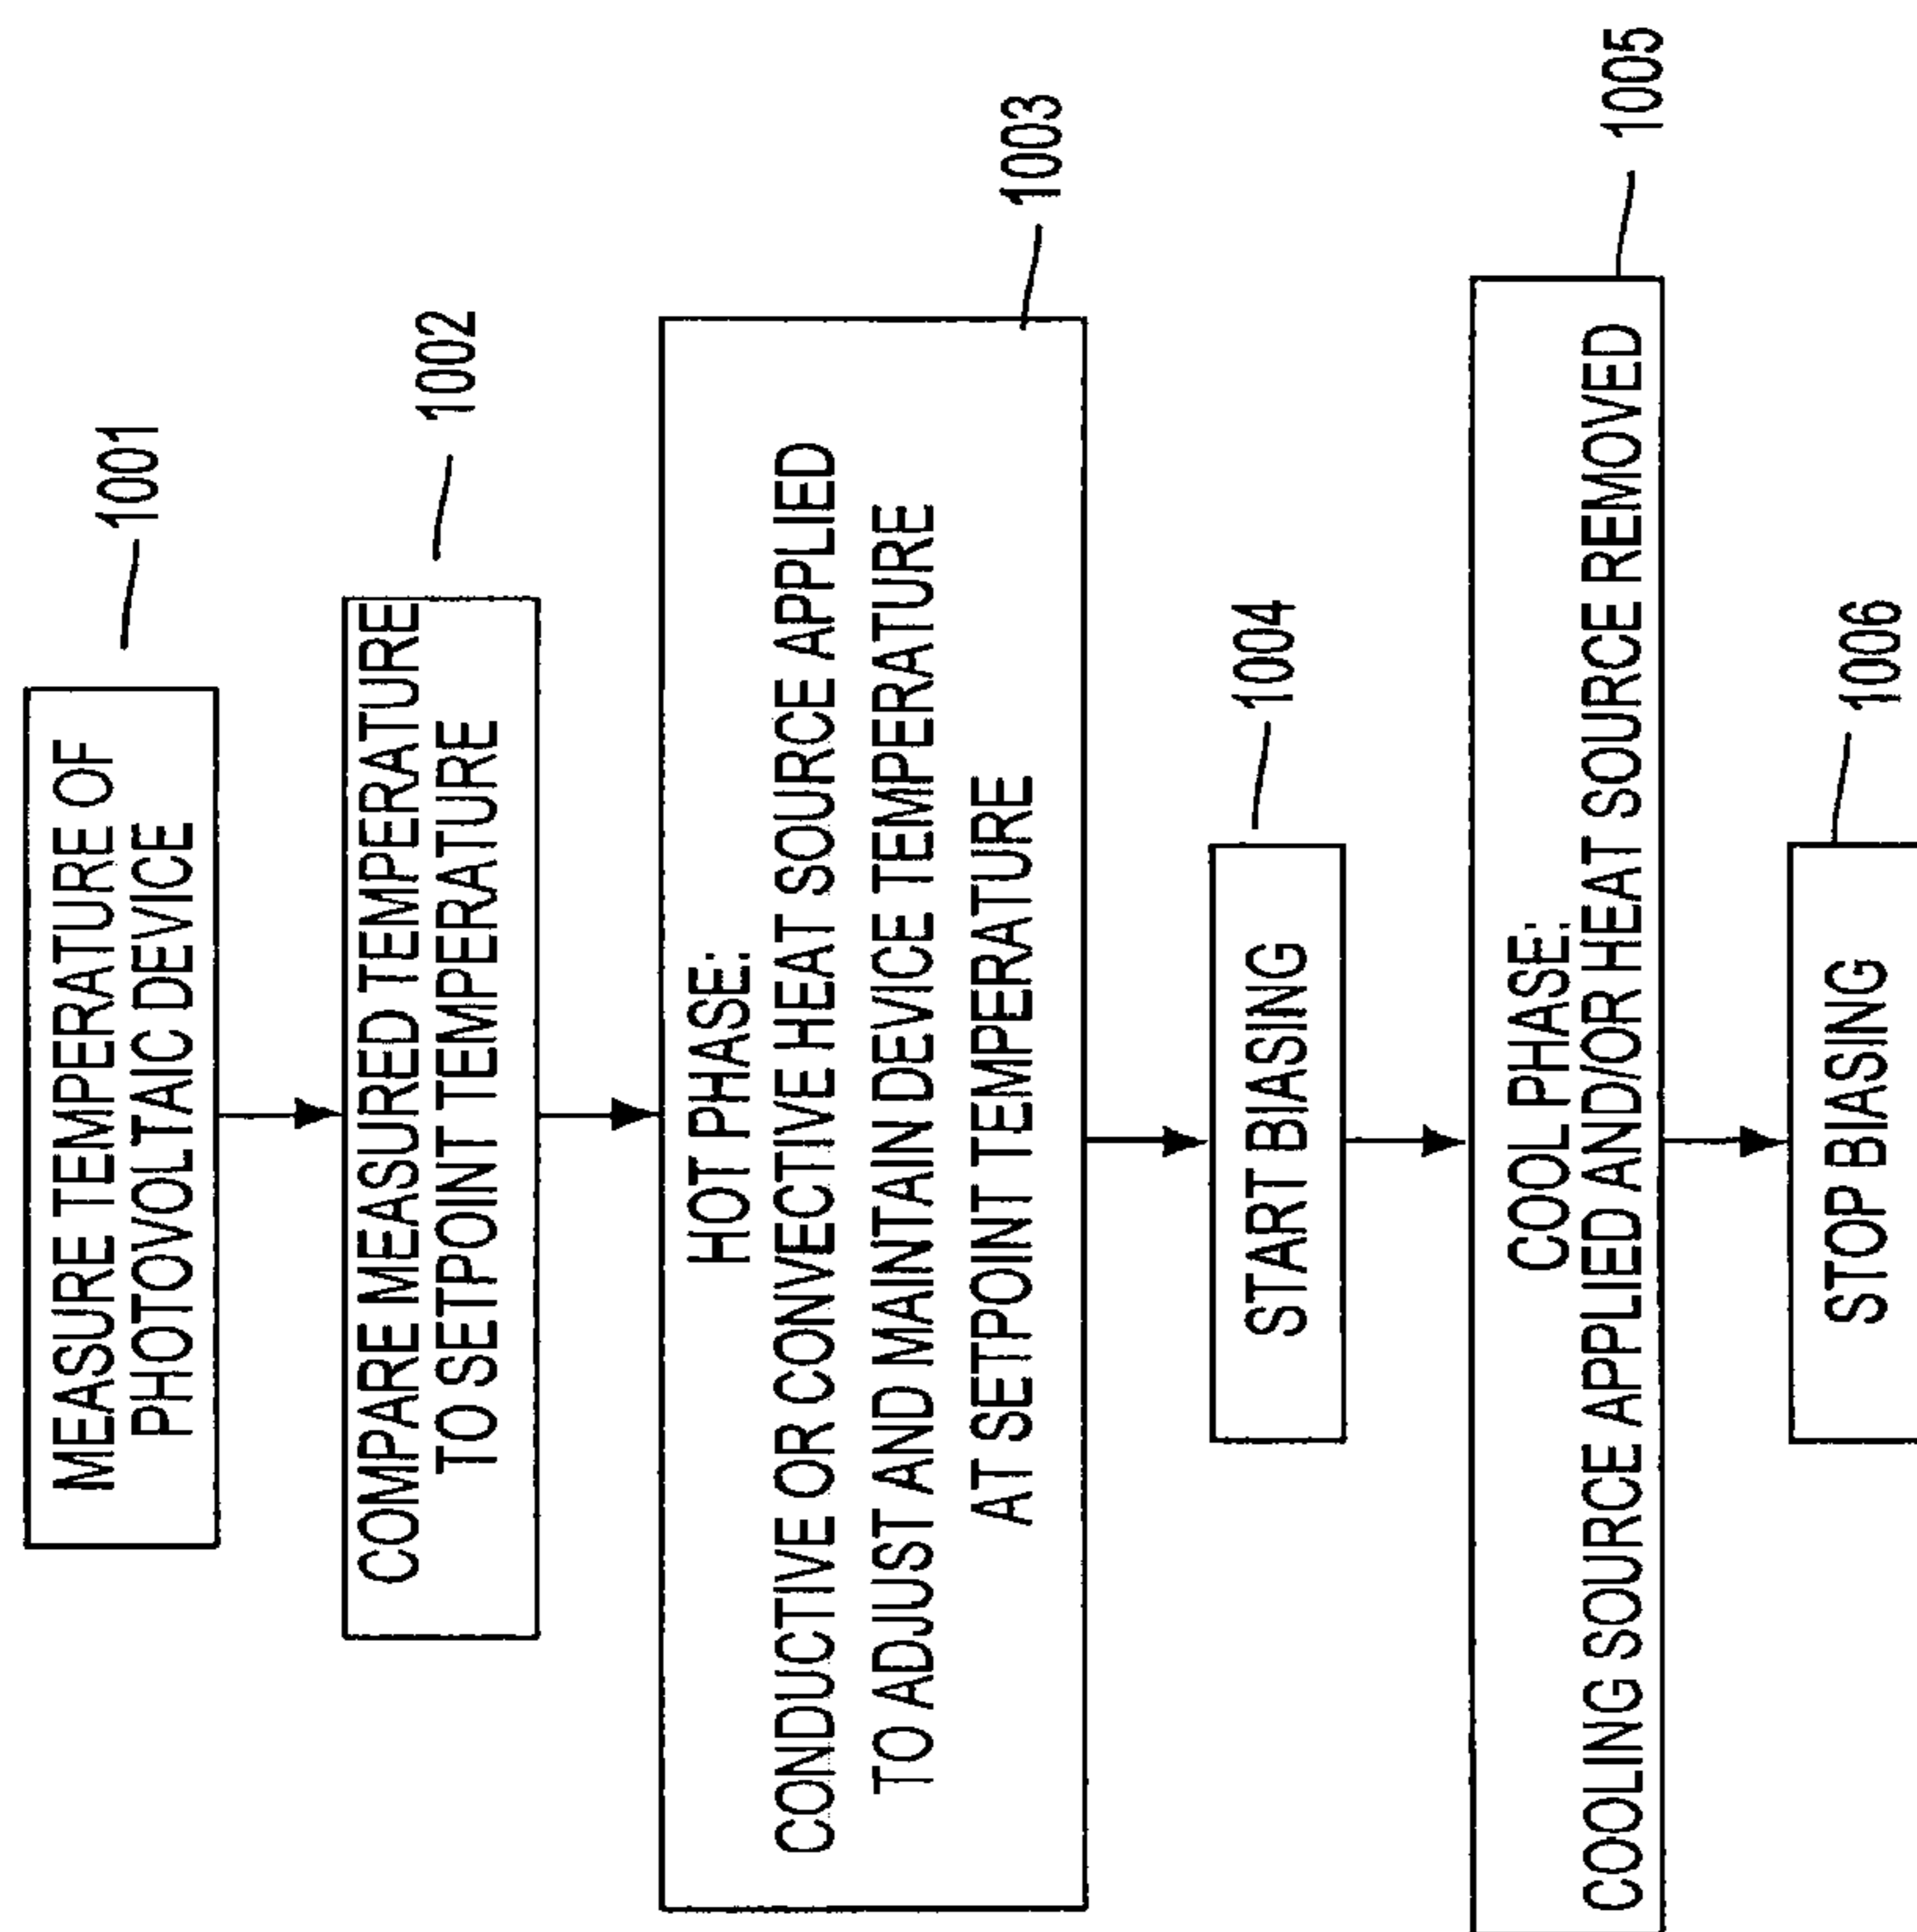 MEASURE TEMPERATURE OF
PHOTOVOLTAIC DEVICE
1001
COMPARE MEASURED TEMPERATURE
TO SETPOINT TEMPERATURE
1002
HOT PHASE:
CONDUCTIVE OR CONVECTIVE HEAT SOURCE APPLIED
TO ADJUST AND MAINTAIN DEVICE TEMPERATURE
AT SETPOINT TEMPERATURE
1003
START BIASING
1004
COOL PHASE:
COOLING SOURCE APPLIED AND/OR HEAT SOURCE REMOVED
1005
STOP BIASING
1006